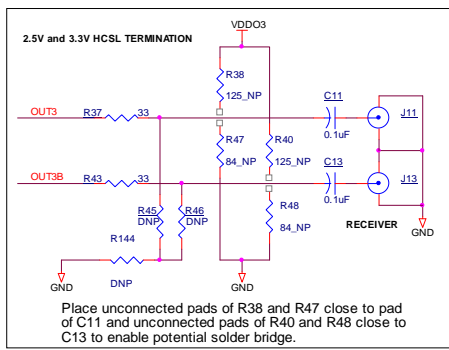 VDDO3
2.5V and 3.3V HCSL TERMINATION
R38
125_NP
C11
OUT3 R37 33
J11
0.1uF
R47
84_NP
R40
125_NP
C13
OUT3B R43 33
J13
0.1uF
R45
DNP
R46
DNP
R48
84_NP
RECEIVER
R144
DNP
GND
GND
GND
Place unconnected pads of R38 and R47 close to pad
of C11 and unconnected pads of R40 and R48 close to
C13 to enable potential solder bridge.